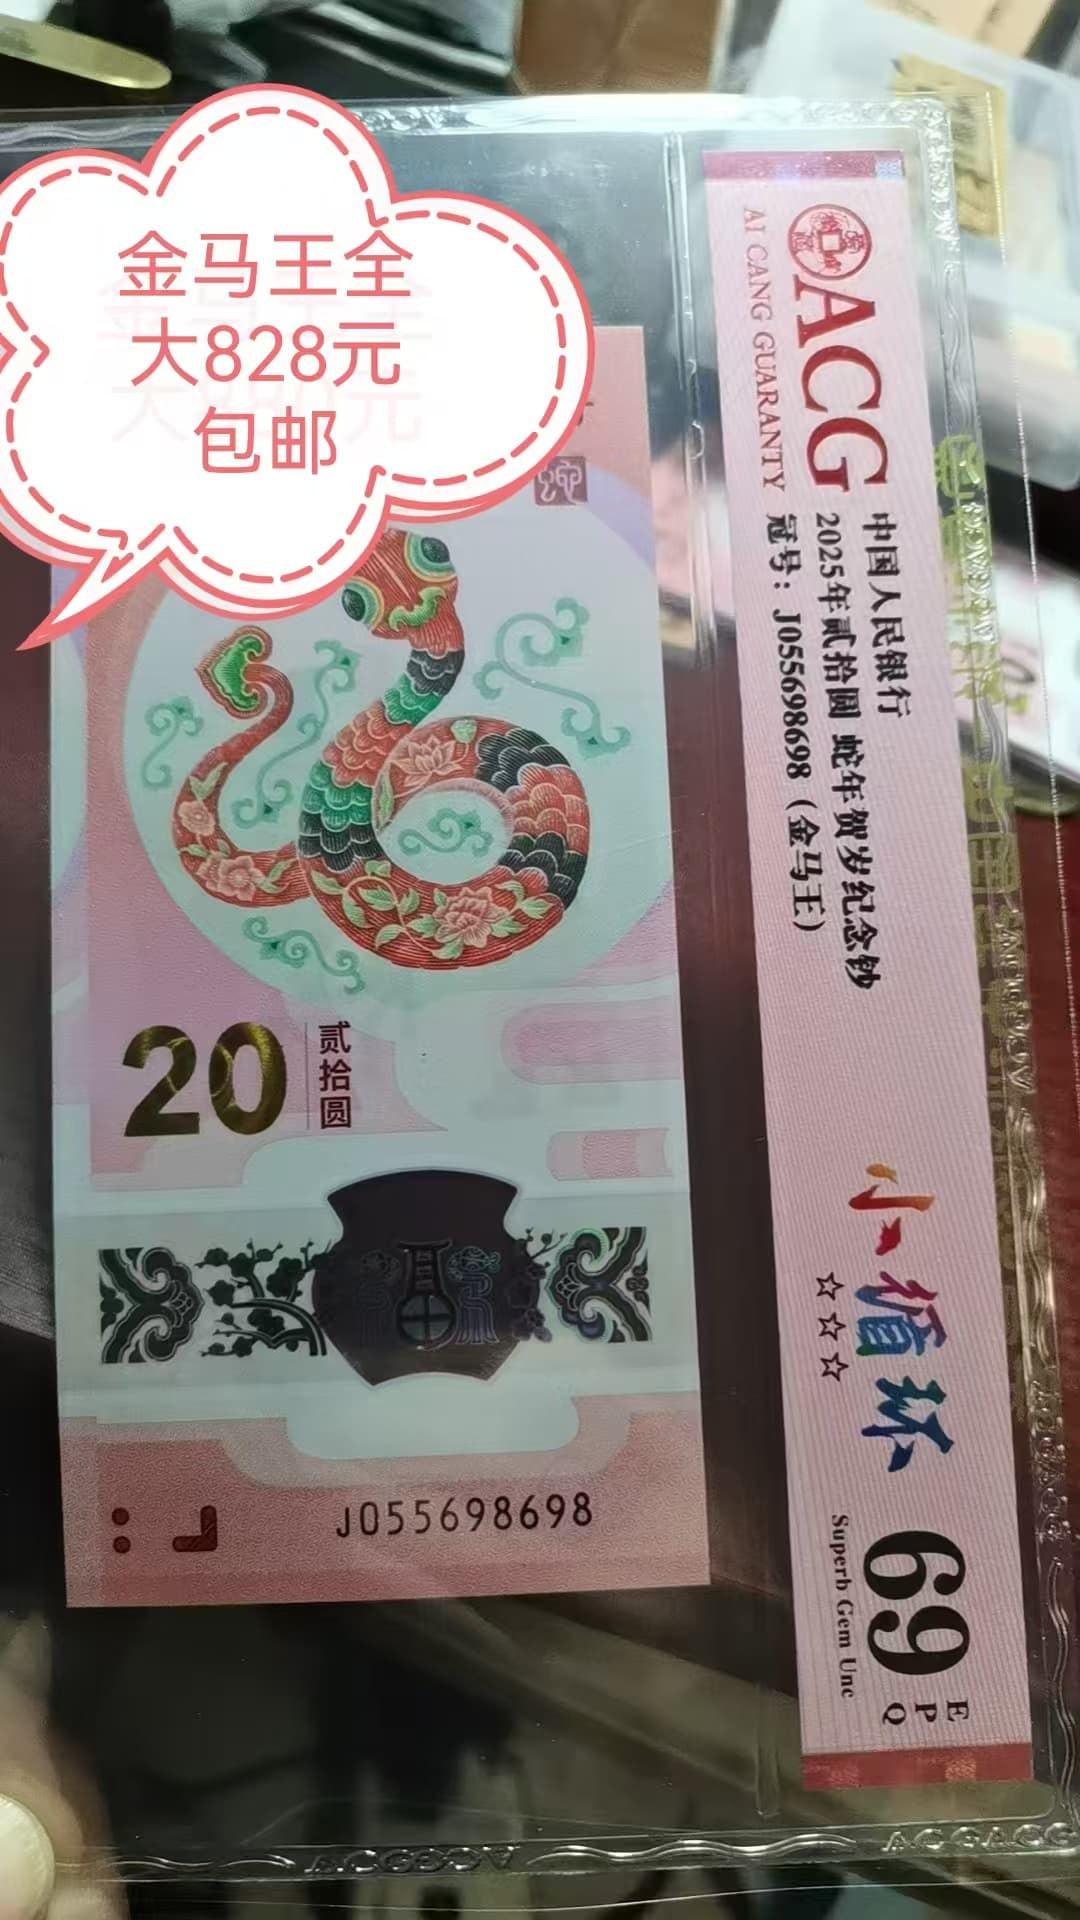 金马王全
大828元
包邮
ACG
AI CANG GUARANTY
中国人民银行
2025年贰拾圆 蛇年贺岁纪念钞
冠号：J055698698（金马王）
小循环
☆☆☆
69
EPQ
Superb Gem Unc
20
贰拾圆
J055698698
ACGACG